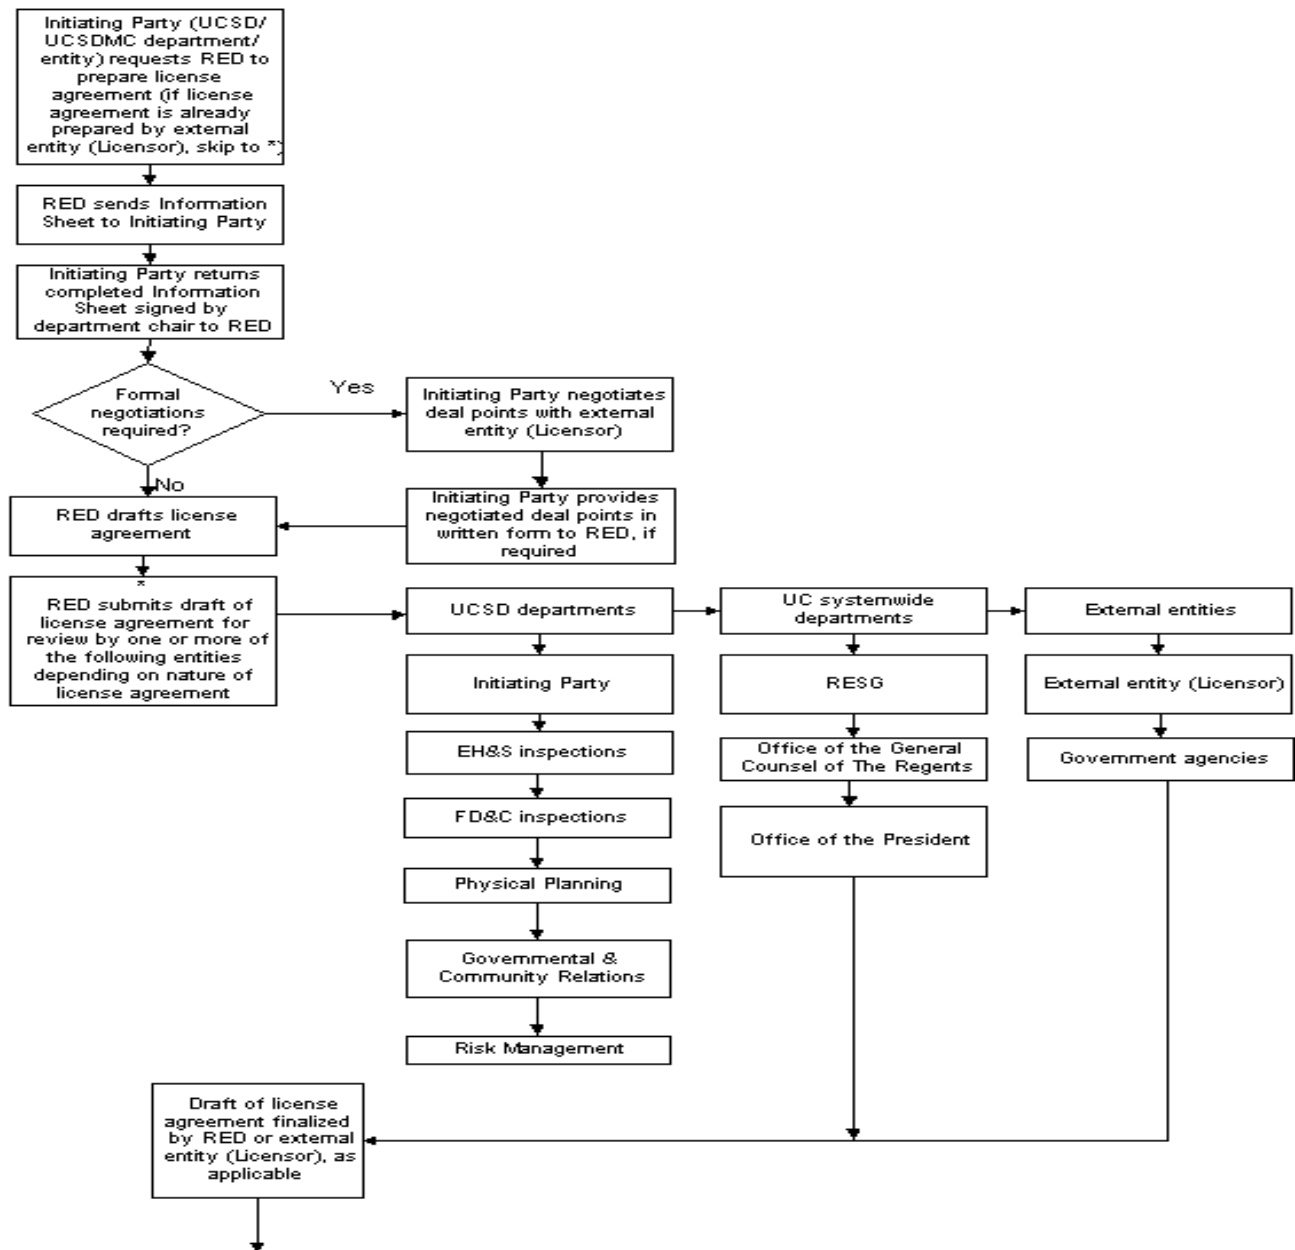 Initiating Party (UCSD/
UCSDMC department/
entity) requests RED to
prepare license
agreement (if license
agreement is already
prepared by external
entity (Licensor), skip to *)
RED sends Information
Sheet to Initiating Party
Initiating Party returns
completed Information
Sheet signed by
department chair to RED
Formal
negotiations
required?
Yes
Initiating Party negotiates
deal points with external
entity (Licensor)
No
RED drafts license
agreement
Initiating Party provides
negotiated deal points in
written form to RED, if
required
*
RED submits draft of
license agreement for
review by one or more of
the following entities
depending on nature of
license agreement
UCSD departments
Initiating Party
EH&S inspections
FD&C inspections
Physical Planning
Governmental &
Community Relations
Risk Management
UC systemwide
departments
RESG
Office of the General
Counsel of The Regents
Office of the President
External entities
External entity (Licensor)
Government agencies
Draft of license
agreement finalized
by RED or external
entity (Licensor), as
applicable